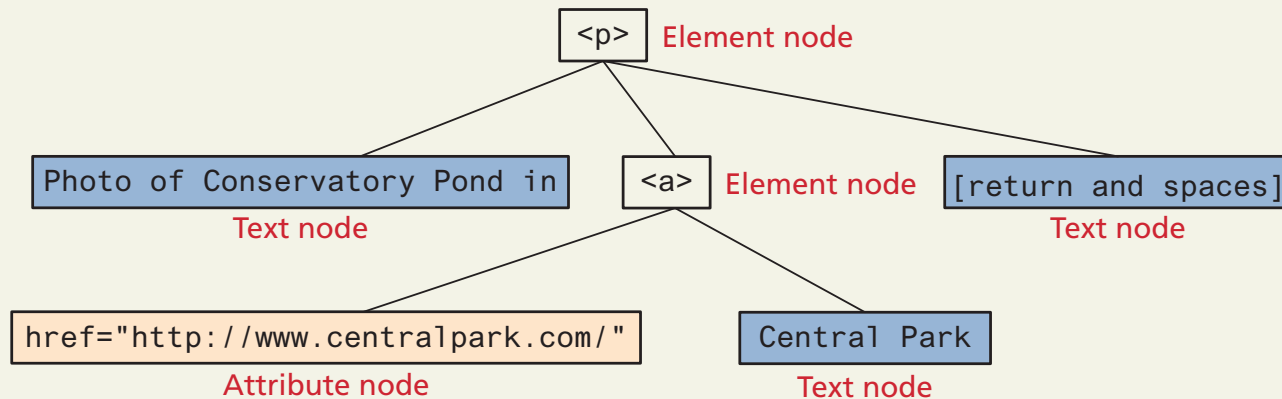 <p> Element node
Photo of Conservatory Pond in
<a> Element node
[return and spaces]
Text node
Text node
href="http://www.centralpark.com/"
Central Park
Attribute node
Text node